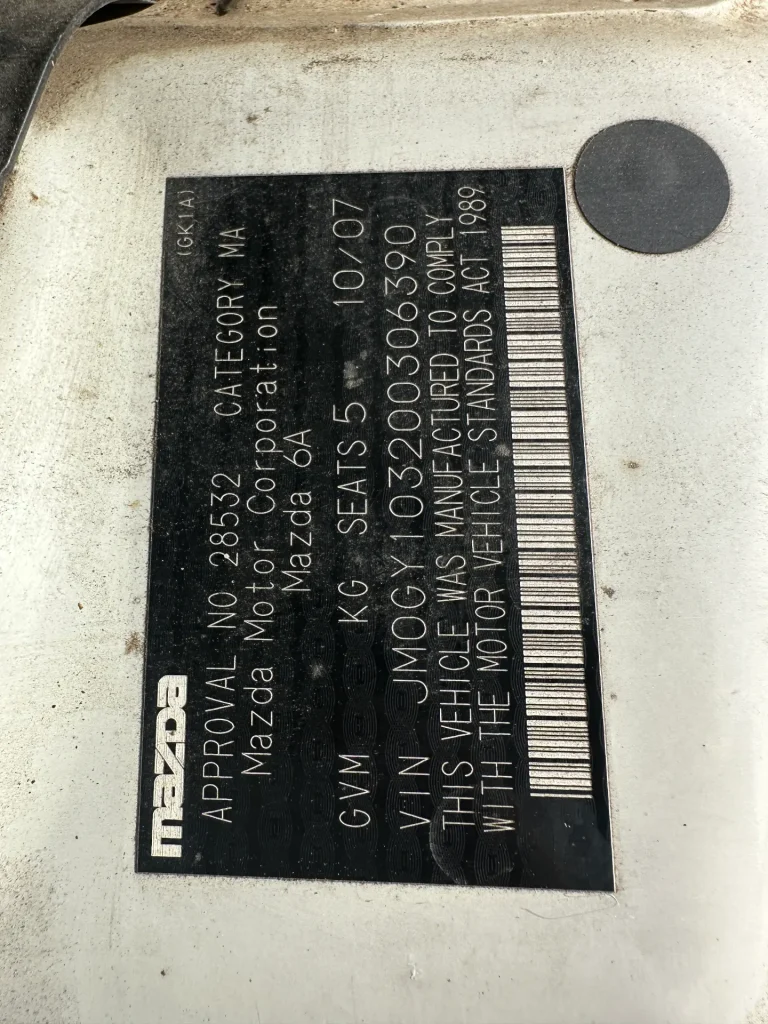 mazda
(GK1A)
APPROVAL NO 28532 CATEGORY MA
Mazda Motor Corporation
Mazda 6A
GVM KG SEATS 5 10/07
VIN JM0GY103200306390
THIS VEHICLE WAS MANUFACTURED TO COMPLY
WITH THE MOTOR VEHICLE STANDARDS ACT 1989